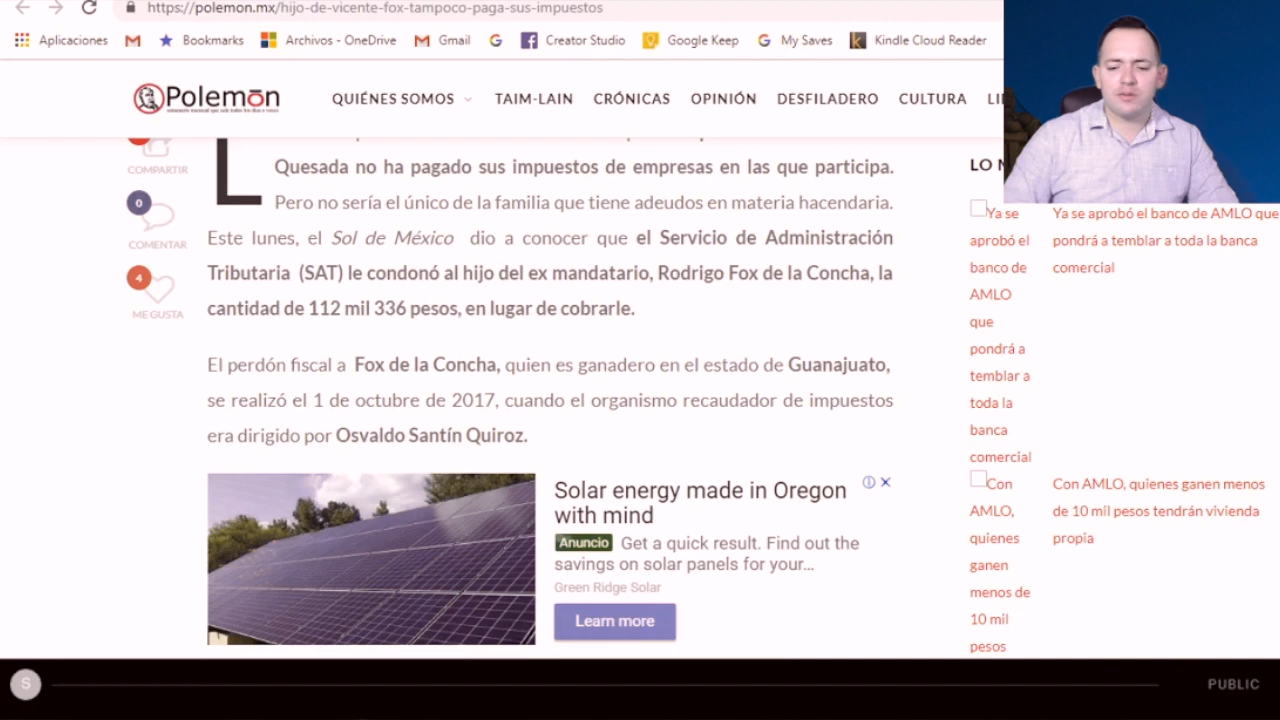 https://polemon.mx/hijo-de-vicente-fox-tampoco-paga-sus-impuestos
Aplicaciones Bookmarks Archivos - OneDrive Gmail Creator Studio Google Keep My Saves Kindle Cloud Reader
Polemōn
QUIÉNES SOMOS TAIM-LAIN CRÓNICAS OPINIÓN DESFILADERO CULTURA
COMPARTIR
0
COMENTAR
4
ME GUSTA
L
Quesada no ha pagado sus impuestos de empresas en las que participa.
Pero no sería el único de la familia que tiene adeudos en materia hacendaria.
Este lunes, el Sol de México dio a conocer que el Servicio de Administración
Tributaria (SAT) le condonó al hijo del ex mandatario, Rodrigo Fox de la Concha, la
cantidad de 112 mil 336 pesos, en lugar de cobrarle.
El perdón fiscal a Fox de la Concha, quien es ganadero en el estado de Guanajuato,
se realizó el 1 de octubre de 2017, cuando el organismo recaudador de impuestos
era dirigido por Osvaldo Santín Quiroz.
Solar energy made in Oregon
with mind
Anuncio Get a quick result. Find out the
savings on solar panels for your...
Green Ridge Solar
Learn more
LO
Ya se
aprobó el
banco de
AMLO
que
pondrá a
temblar a
toda la
banca
comercial
Ya se aprobó el banco de AMLO que
pondrá a temblar a toda la banca
comercial
Con
AMLO,
quienes
ganen
menos de
10 mil
pesos
Con AMLO, quienes ganen menos
de 10 mil pesos tendrán vivienda
propia
S
PUBLIC